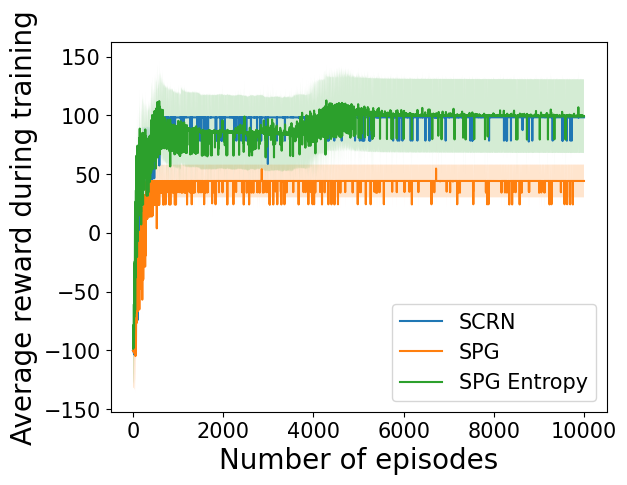 Average reward during training
150
100
50
0
−50
−100
−150
SCRN
SPG
SPG Entropy
0
2000
4000
6000
8000
10000
Number of episodes